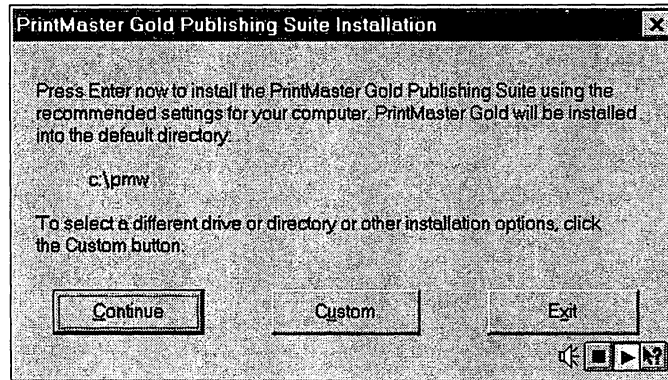 PrintMaster Gold Publishing Suite Installation
Press Enter now to install the PrintMaster Gold Publishing Suite using the
recommended settings for your computer. PrintMaster Gold will be installed
into the default directory:
c:\pmw
To select a different drive or directory or other installation options, click
the Custom button.
Continue Custom Exit